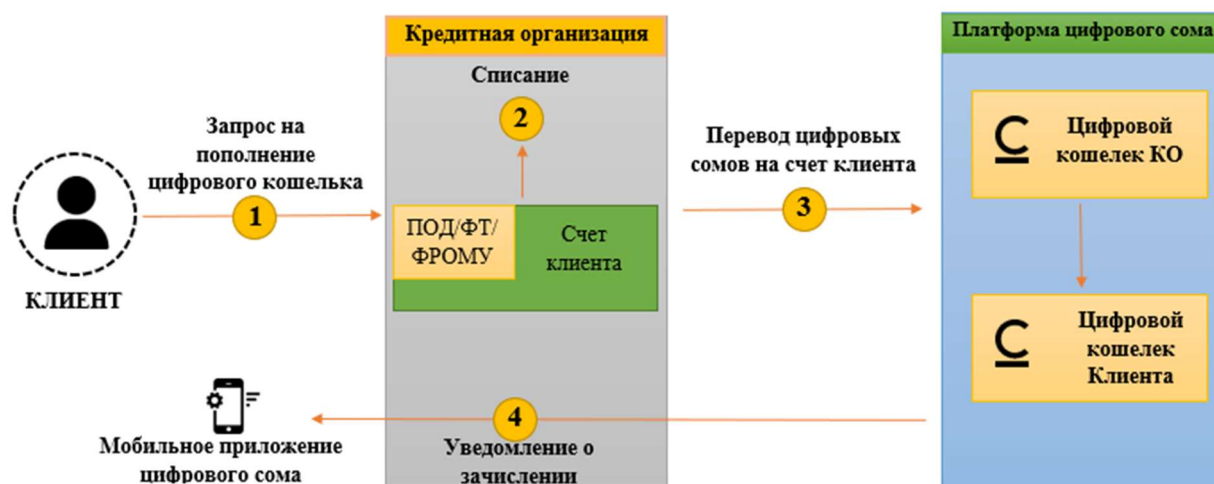 Кредитная организация
Платформа цифрового сома
Списание
2
Запрос на
пополнение
цифрового кошелька
1
КЛИЕНТ
ПОД/ФТ/
ФРОМУ
Счет
клиента
Перевод цифровых
сомов на счет клиента
3
Цифровой
кошелек КО
Цифровой
кошелек
Клиента
4
Уведомление о
зачислении
Мобильное приложение
цифрового сома